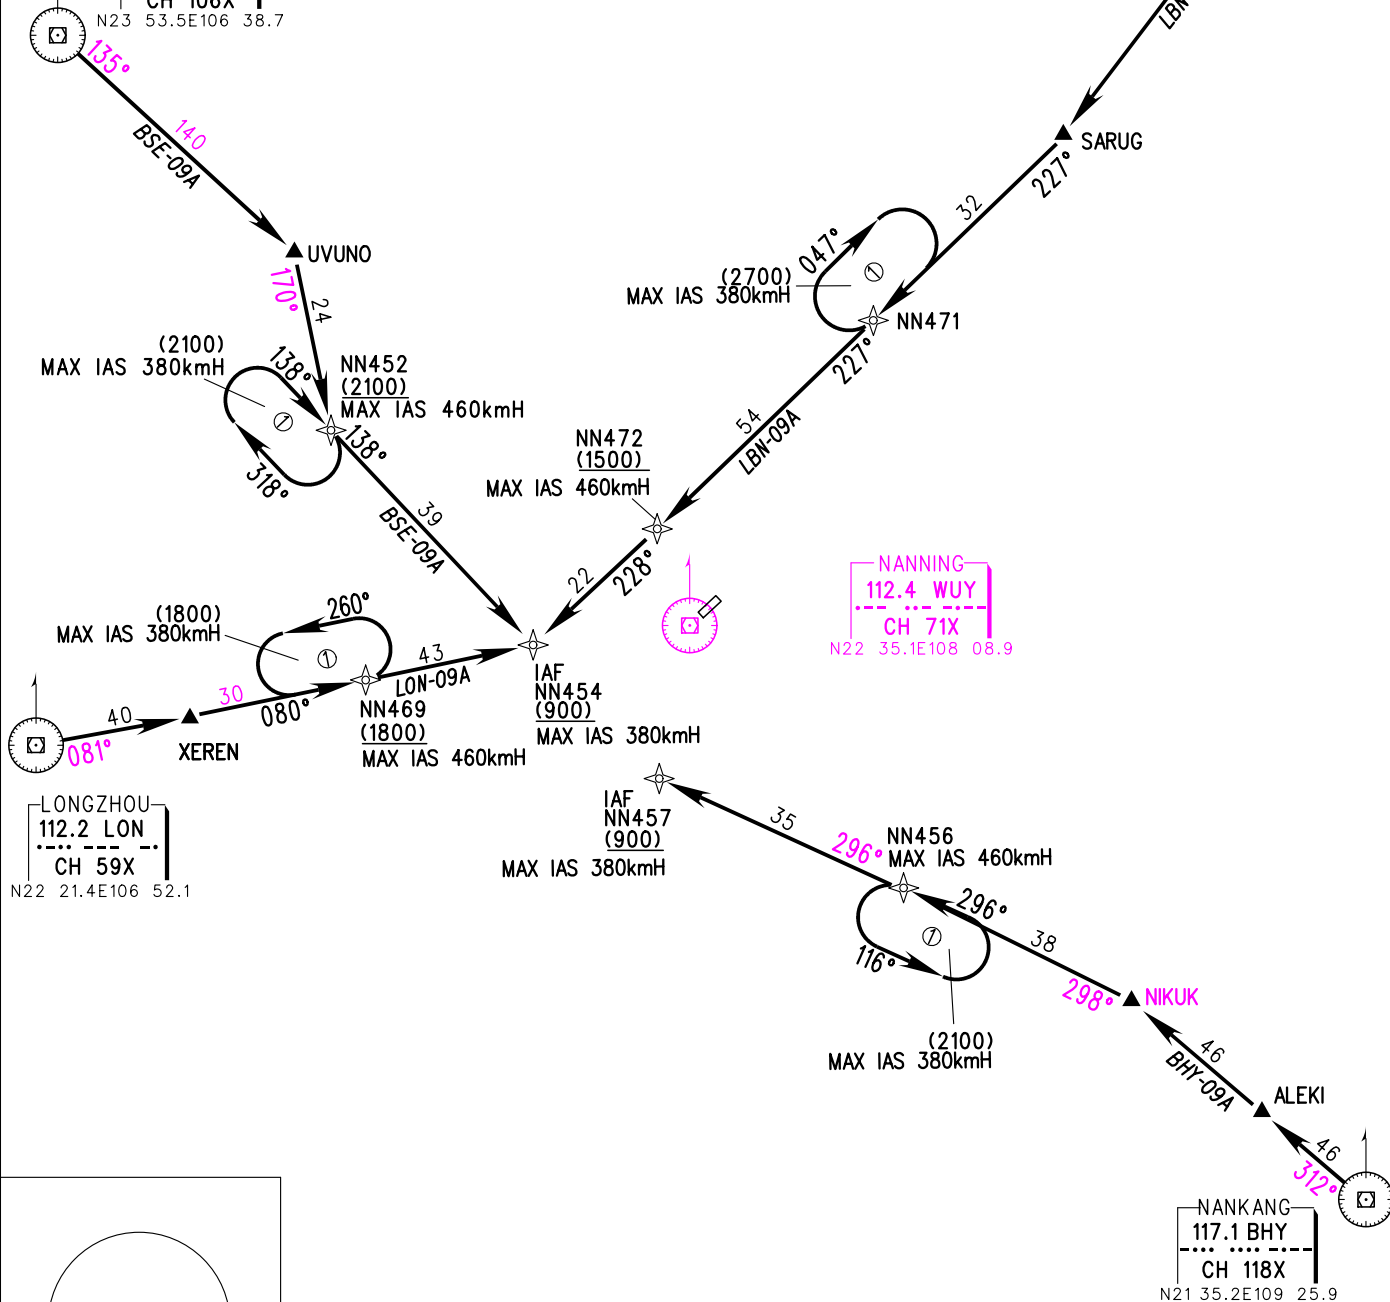 CH 106X
N23 53.5E106 38.7
LBN
135°
140
BSE-09A
SARUG
227°
32
UVUNO
170°
24
047°
(2700)
MAX IAS 380kmH
1
NN471
227°
(2100)
MAX IAS 380kmH
138°
1
318°
NN452
(2100)
MAX IAS 460kmH
138°
54
LBN-09A
NN472
(1500)
MAX IAS 460kmH
39
BSE-09A
22
228°
NANNING
112.4 WUY
CH 71X
N22 35.1E108 08.9
(1800)
MAX IAS 380kmH
260°
1
43
LON-09A
30
080°
40
081°
XEREN
NN469
(1800)
MAX IAS 460kmH
IAF
NN454
(900)
MAX IAS 380kmH
LONGZHOU
112.2 LON
CH 59X
N22 21.4E106 52.1
IAF
NN457
(900)
MAX IAS 380kmH
35
296°
NN456
MAX IAS 460kmH
296°
1
116°
38
298°
NIKUK
(2100)
MAX IAS 380kmH
46
BHY-09A
ALEKI
46
312°
NANKANG
117.1 BHY
CH 118X
N21 35.2E109 25.9